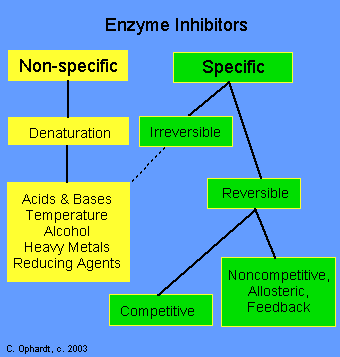 Enzyme Inhibitors
Non-specific
Specific
Denaturation
Irreversible
Acids & Bases
Temperature
Alcohol
Heavy Metals
Reducing Agents
Reversible
Competitive
Noncompetitive,
Allosteric,
Feedback
C. Ophardt, c. 2003